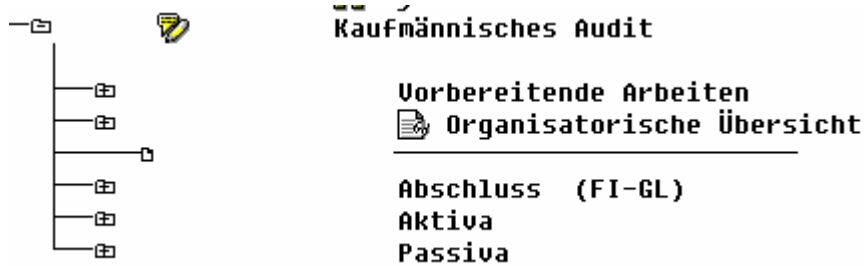 Kaufmännisches Audit
Vorbereitende Arbeiten
Organisatorische Übersicht
Abschluss (FI-GL)
Aktiva
Passiva